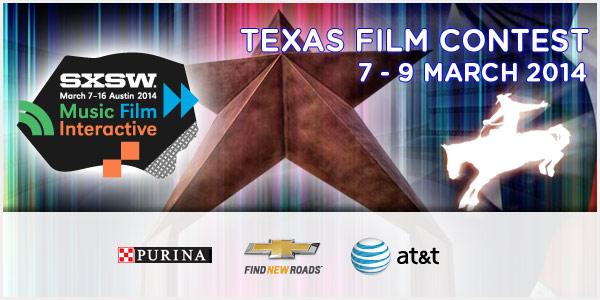 TEXAS FILM CONTEST
7 - 9 MARCH 2014
SXSW.
March 7-16 Austin 2014
Music Film
Interactive
PURINA
FIND NEW ROADS™
at&t